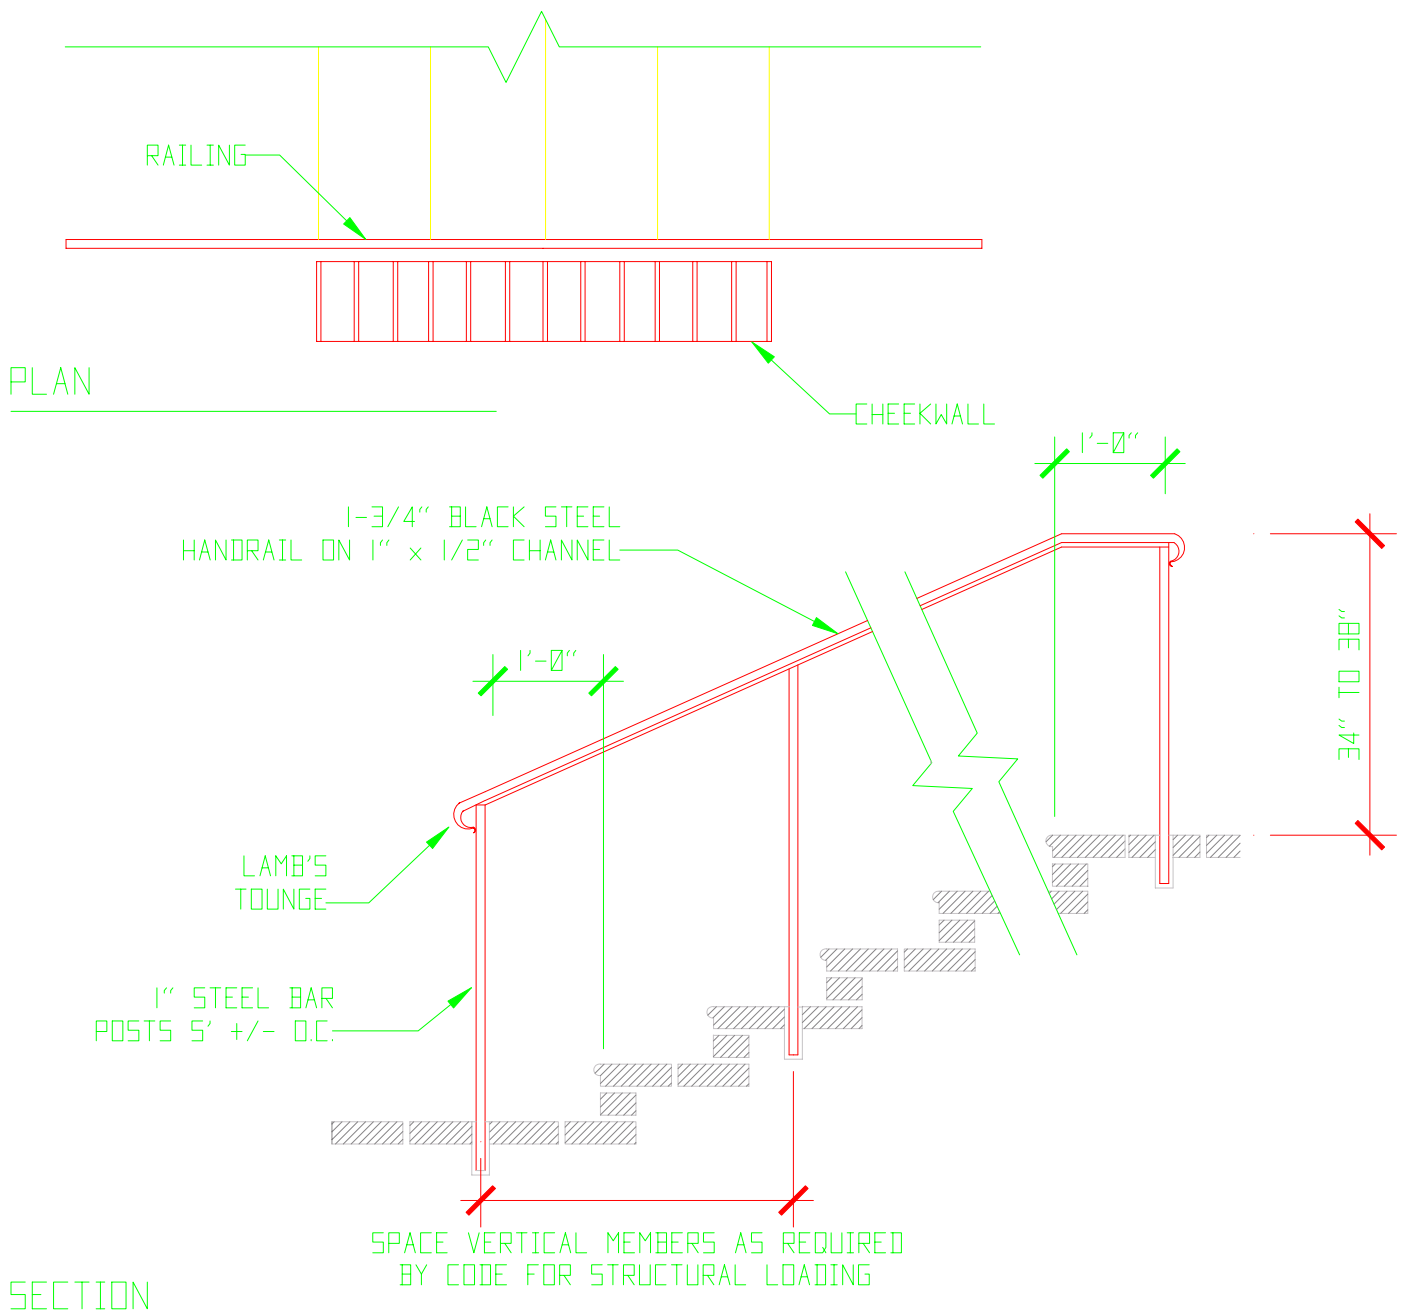 RAILING
PLAN
CHEEKWALL
1'-0"
1-3/4" BLACK STEEL
HANDRAIL ON 1" x 1/2" CHANNEL
1'-0"
34" TO 38"
LAMB'S
TOUNGE
1" STEEL BAR
POSTS 5' +/- O.C.
SPACE VERTICAL MEMBERS AS REQUIRED
BY CODE FOR STRUCTURAL LOADING
SECTION